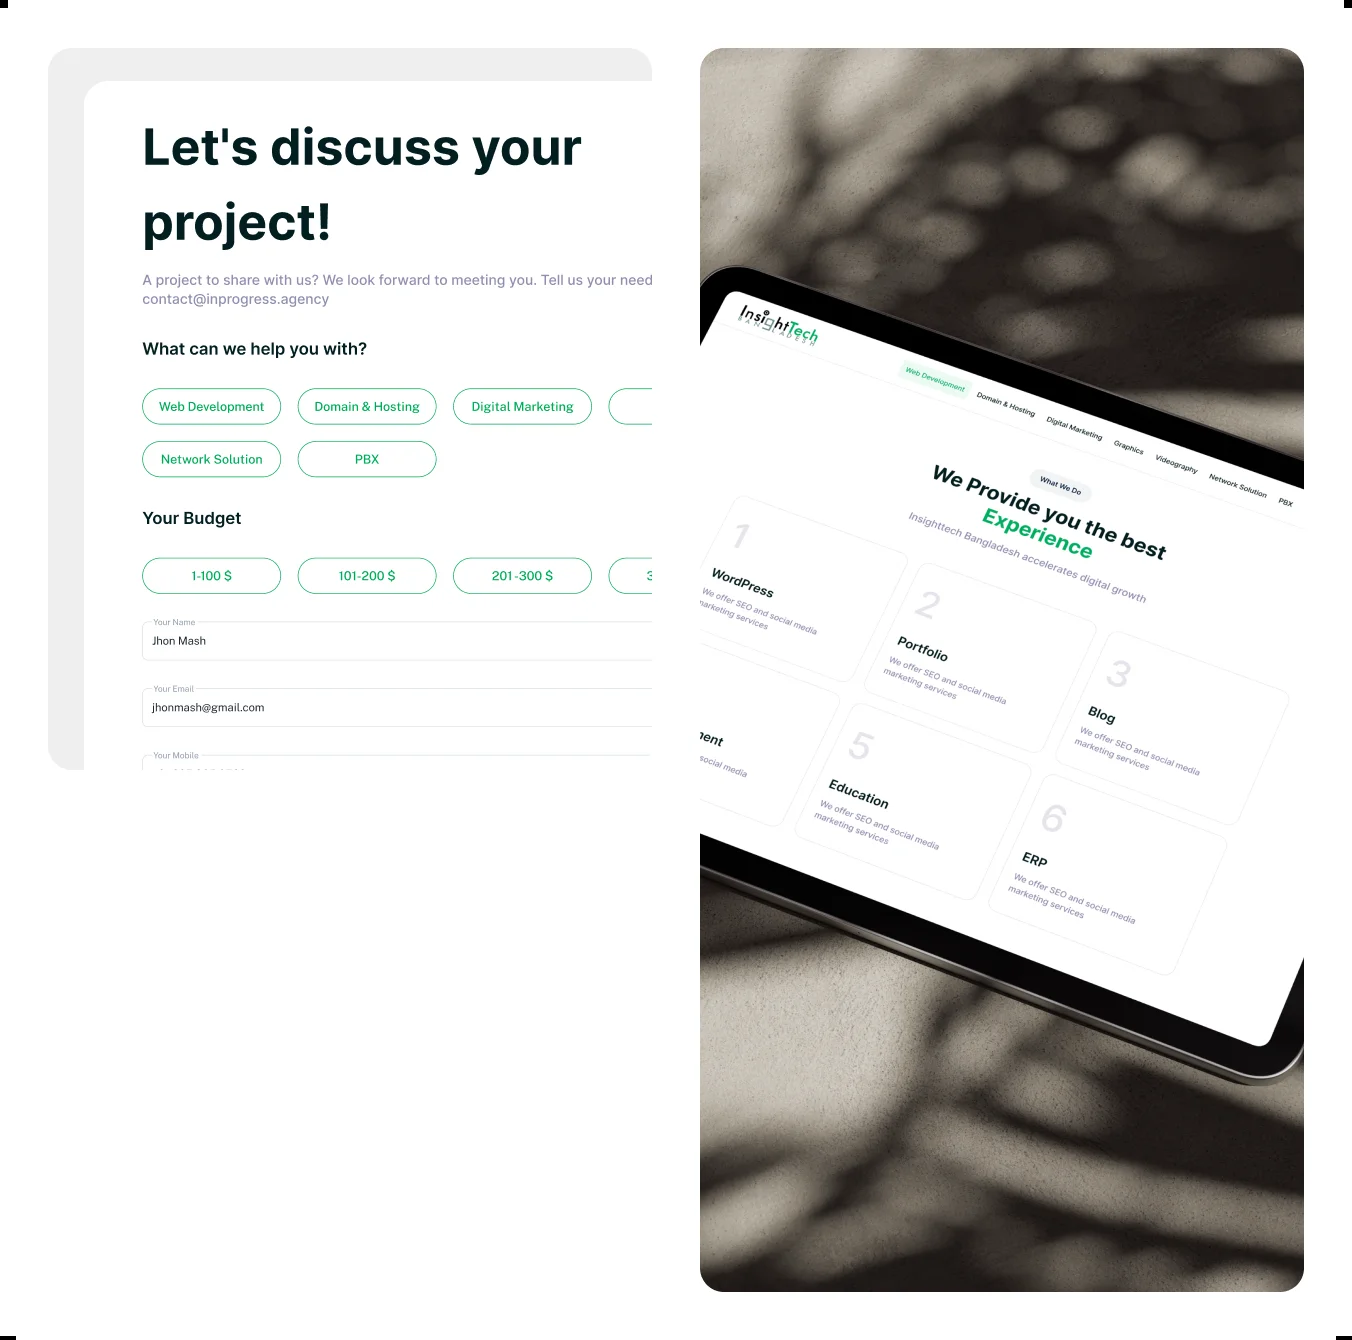 Let's discuss your
project!
A project to share with us? We look forward to meeting you. Tell us your need
contact@inprogress.agency
What can we help you with?
Web Development
Domain & Hosting
Digital Marketing
Network Solution
PBX
Your Budget
1-100 $
101-200 $
201-300 $
3
Your Name
Jhon Mash
Your Email
jhonmash@gmail.com
Your Mobile
InsightTech
BANGLADESH
Web Development
Domain & Hosting
Digital Marketing
Graphics
Videography
Network Solution
PBX
What We Do
We Provide you the best
Experience
Insighttech Bangladesh accelerates digital growth
1
WordPress
We offer SEO and social media
marketing services
2
Portfolio
We offer SEO and social media
marketing services
3
Blog
We offer SEO and social media
marketing services
ment
social media
5
Education
We offer SEO and social media
marketing services
6
ERP
We offer SEO and social media
marketing services